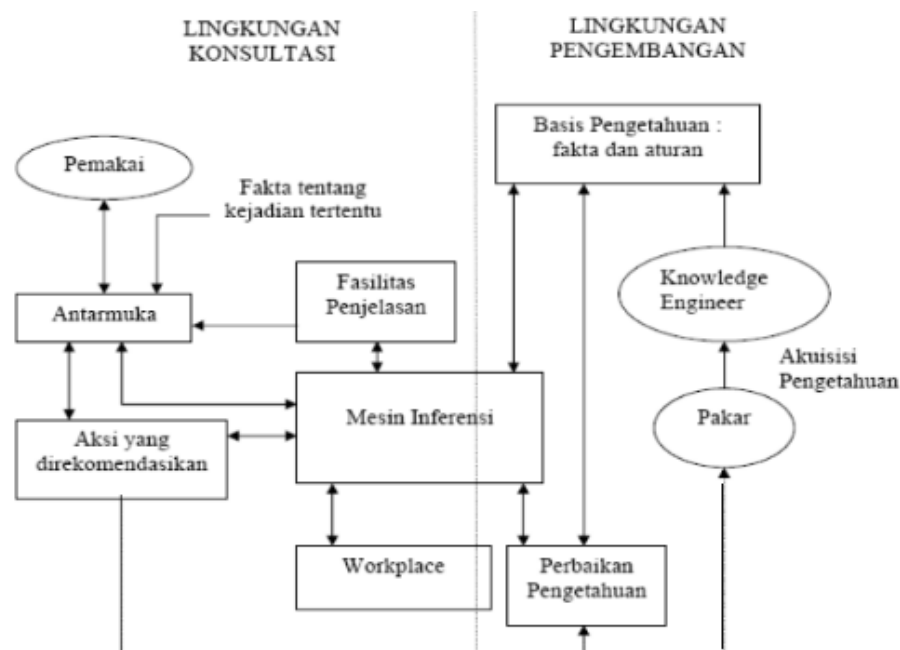 LINGKUNGAN
KONSULTASI
LINGKUNGAN
PENGEMBANGAN
Basis Pengetahuan :
fakta dan aturan
Pemakai
Fakta tentang
kejadian tertentu
Fasilitas
Penjelasan
Knowledge
Engineer
Antarmuka
Akuisisi
Pengetahuan
Mesin Inferensi
Pakar
Aksi yang
direkomendasikan
Workplace
Perbaikan
Pengetahuan